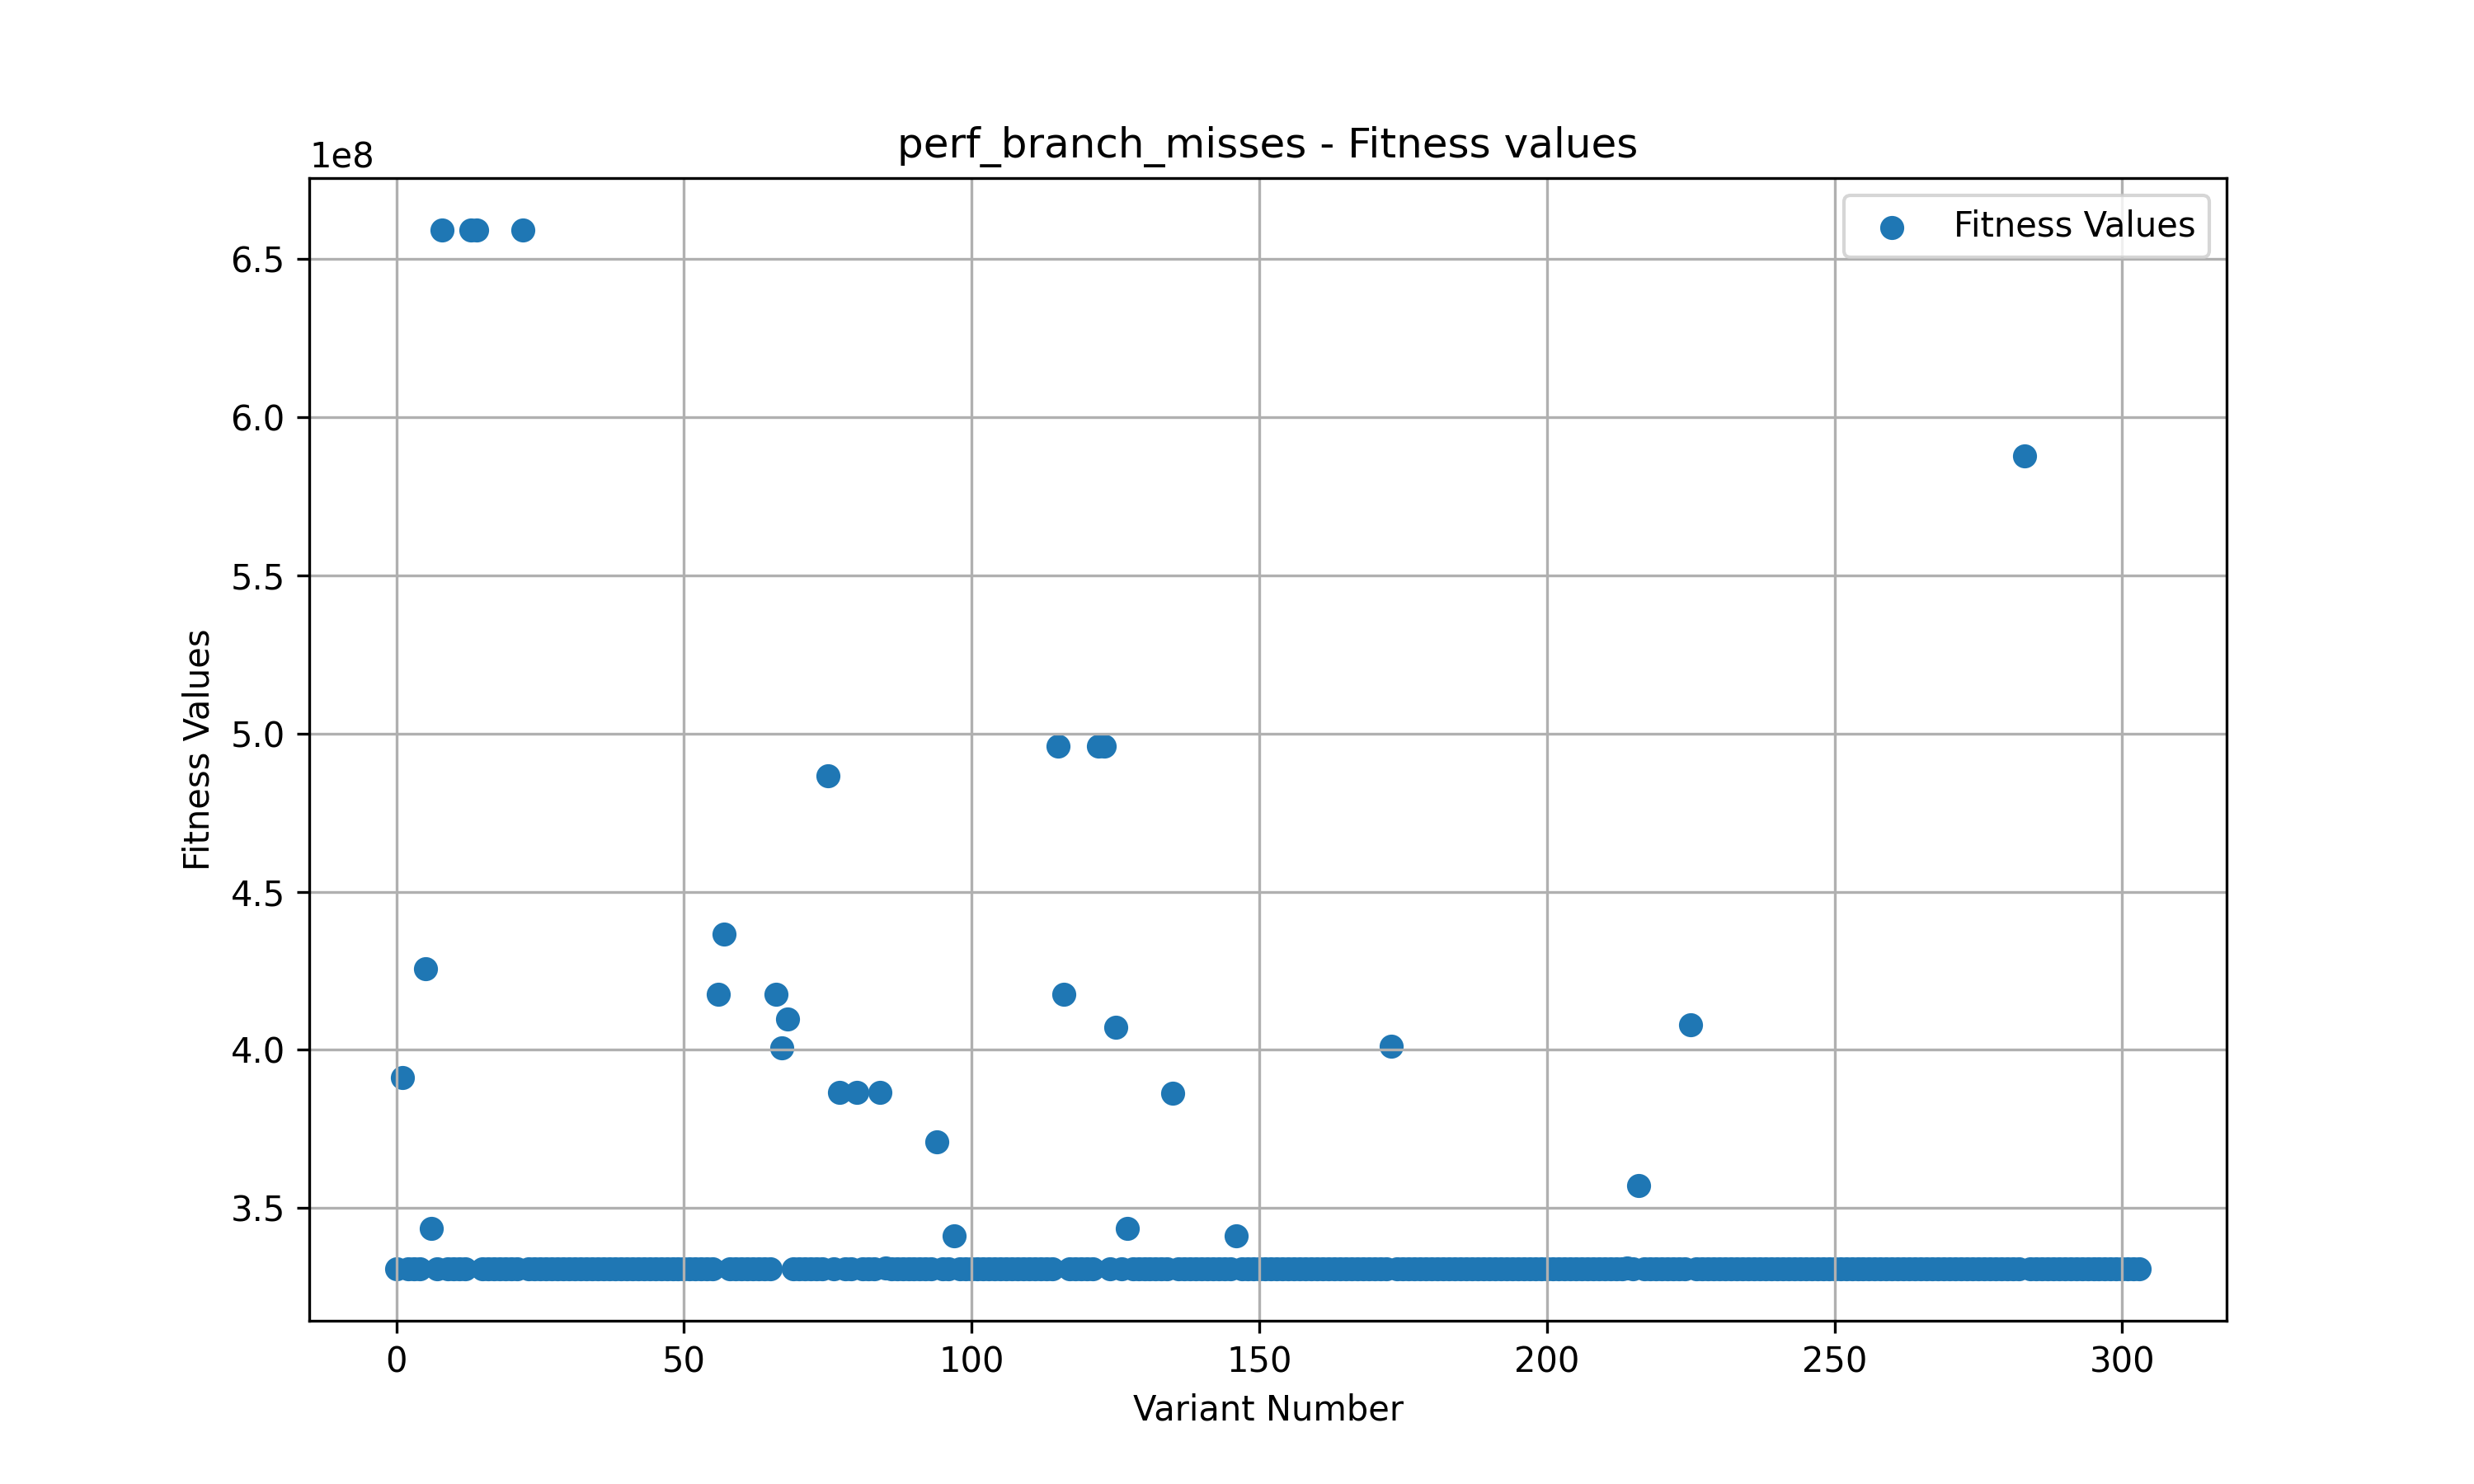 perf_branch_misses - Fitness values
1e8
Fitness Values
6.5
6.0
5.5
5.0
4.5
4.0
3.5
Fitness Values
0 50 100 150 200 250 300
Variant Number